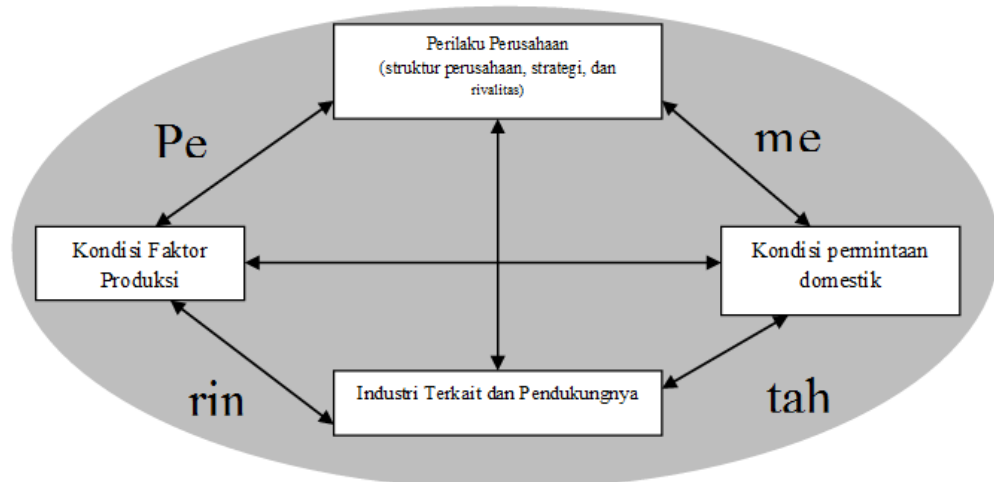 Perilaku Perusahaan
(struktur perusahaan, strategi, dan
rivalitas)
Pe
me
Kondisi Faktor
Produksi
Kondisi permintaan
domestik
rin
Industri Terkait dan Pendukungnya
tah